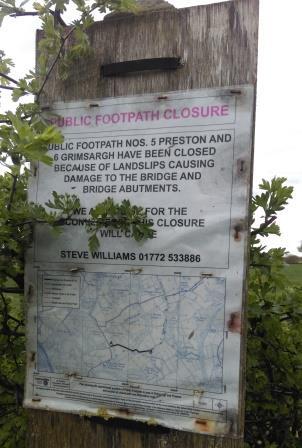 PUBLIC FOOTPATH CLOSURE
PUBLIC FOOTPATH NOS. 5 PRESTON AND
6 GRIMSARGH HAVE BEEN CLOSED
BECAUSE OF LANDSLIPS CAUSING
DAMAGE TO THE BRIDGE AND
BRIDGE ABUTMENTS.
WE A FOR THE
CLOSURE
WILL
STEVE WILLIAMS 01772 533886